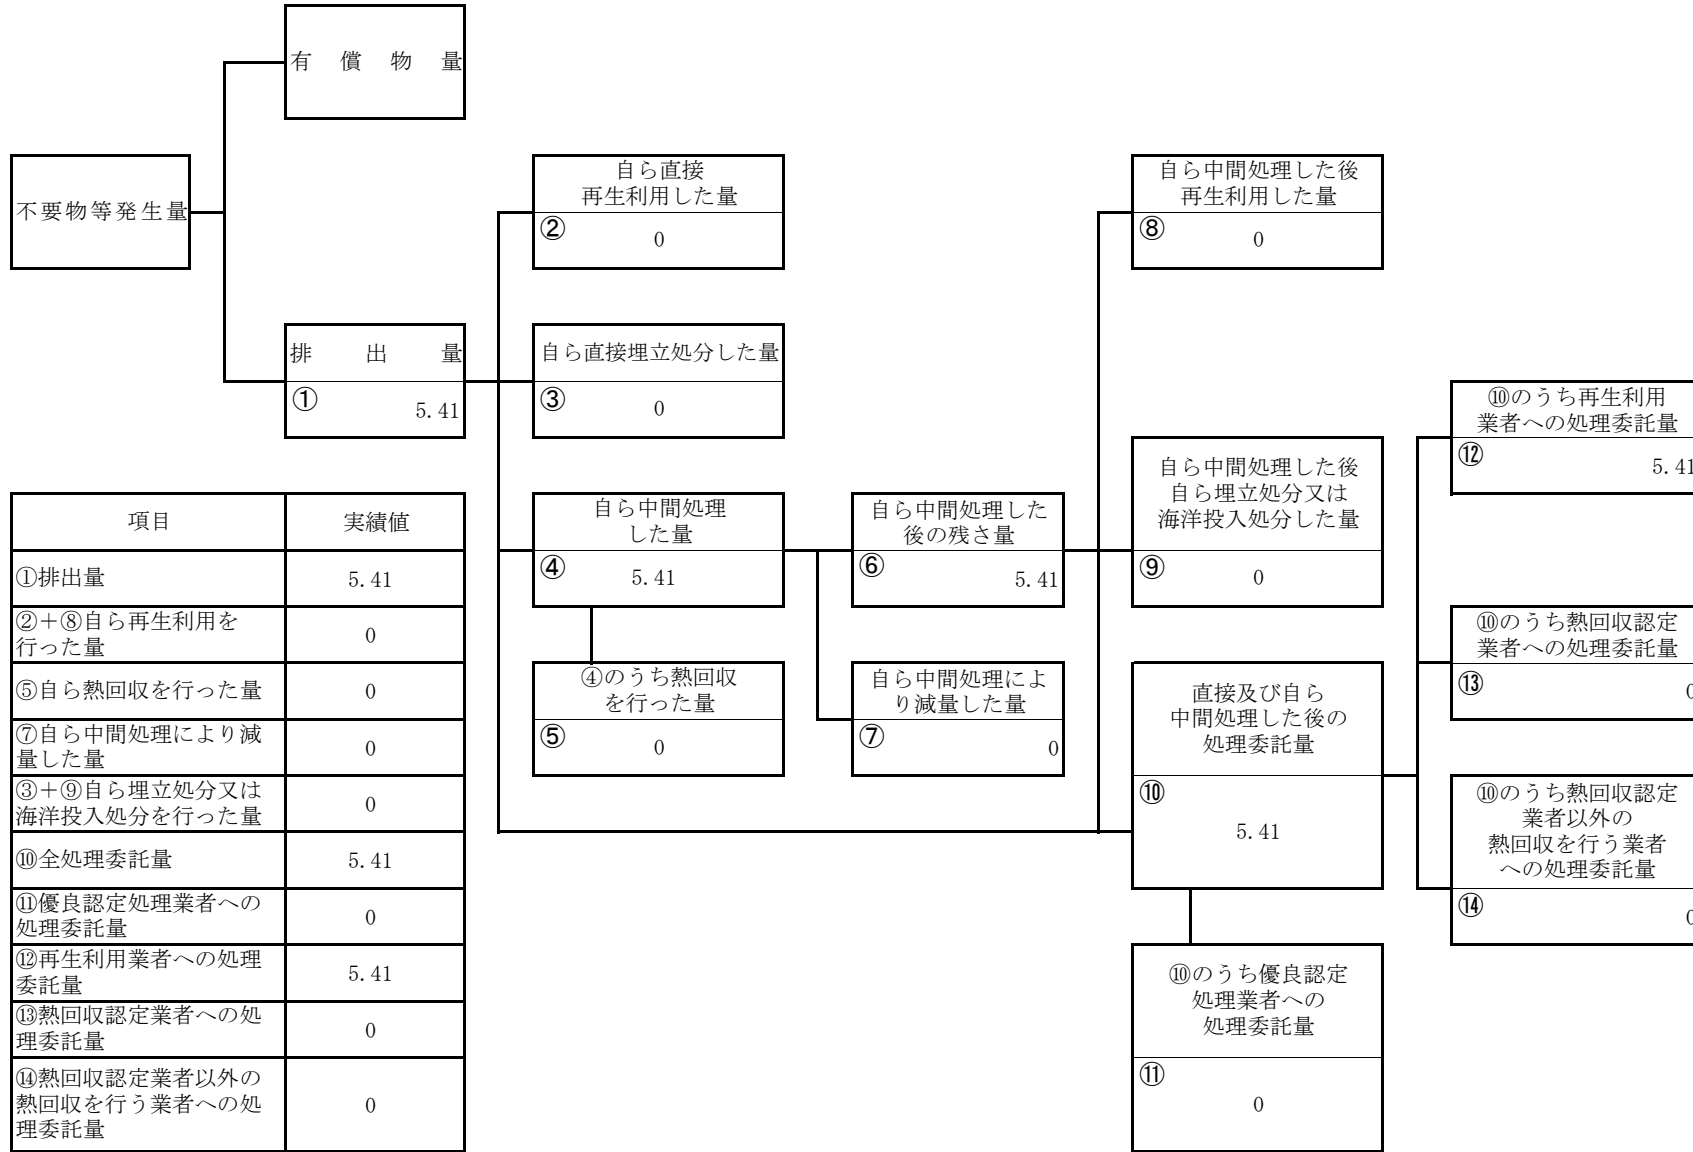 有償物量
不要物等発生量
自ら直接
再生利用した量
②
0
自ら中間処理した後
再生利用した量
⑧
0
排出量
①
5.41
自ら直接埋立処分した量
③
0
⑩のうち再生利用
業者への処理委託量
⑫
5.41
自ら中間処理した後
自ら埋立処分又は
海洋投入処分した量
⑨
0
自ら中間処理
した量
④
5.41
自ら中間処理した
後の残さ量
⑥
5.41
⑩のうち熱回収認定
業者への処理委託量
⑬
0
④のうち熱回収
を行った量
⑤
0
自ら中間処理によ
り減量した量
⑦
0
直接及び自ら
中間処理した後の
処理委託量
⑩
5.41
⑩のうち熱回収認定
業者以外の
熱回収を行う業者
への処理委託量
⑭
0
⑩のうち優良認定
処理業者への
処理委託量
⑪
0
項目
実績値
①排出量
5.41
②＋⑧自ら再生利用を
行った量
0
⑤自ら熱回収を行った量
0
⑦自ら中間処理により減
量した量
0
③＋⑨自ら埋立処分又は
海洋投入処分を行った量
0
⑩全処理委託量
5.41
⑪優良認定処理業者への
処理委託量
0
⑫再生利用業者への処理
委託量
5.41
⑬熱回収認定業者への処
理委託量
0
⑭熱回収認定業者以外の
熱回収を行う業者への処
理委託量
0